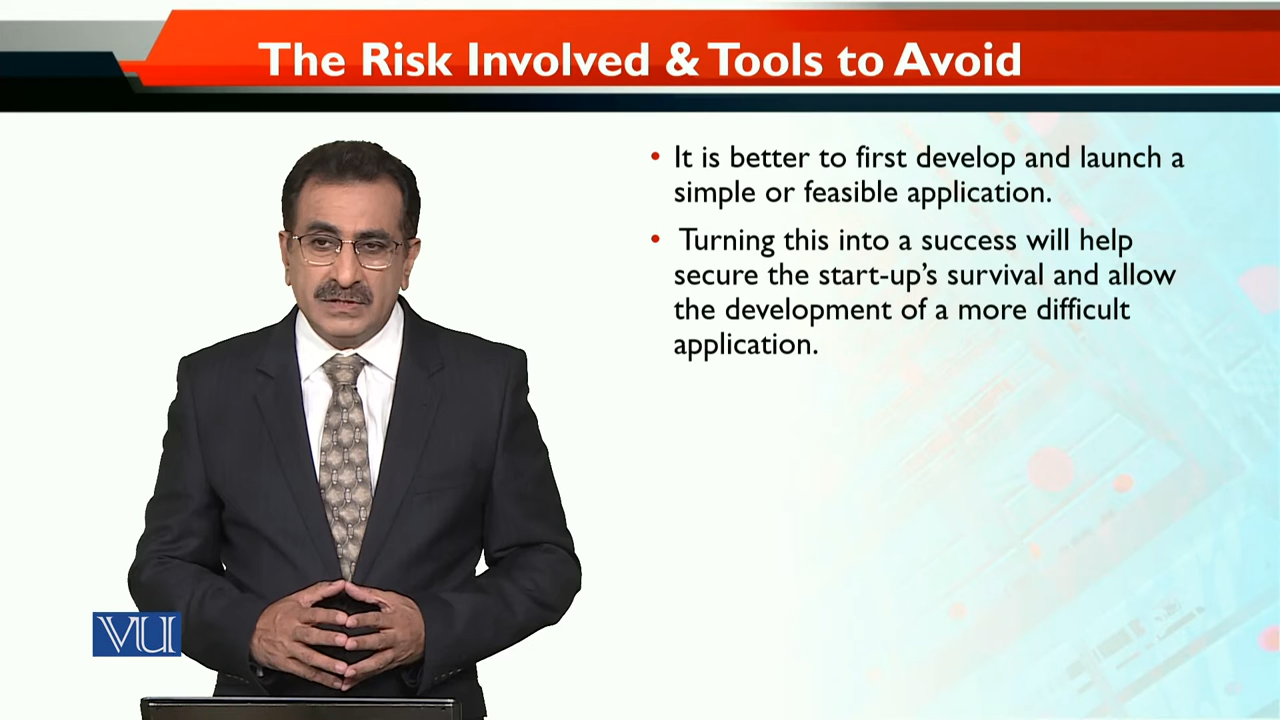 The Risk Involved & Tools to Avoid
• It is better to first develop and launch a
simple or feasible application.
• Turning this into a success will help
secure the start-up’s survival and allow
the development of a more difficult
application.
VU